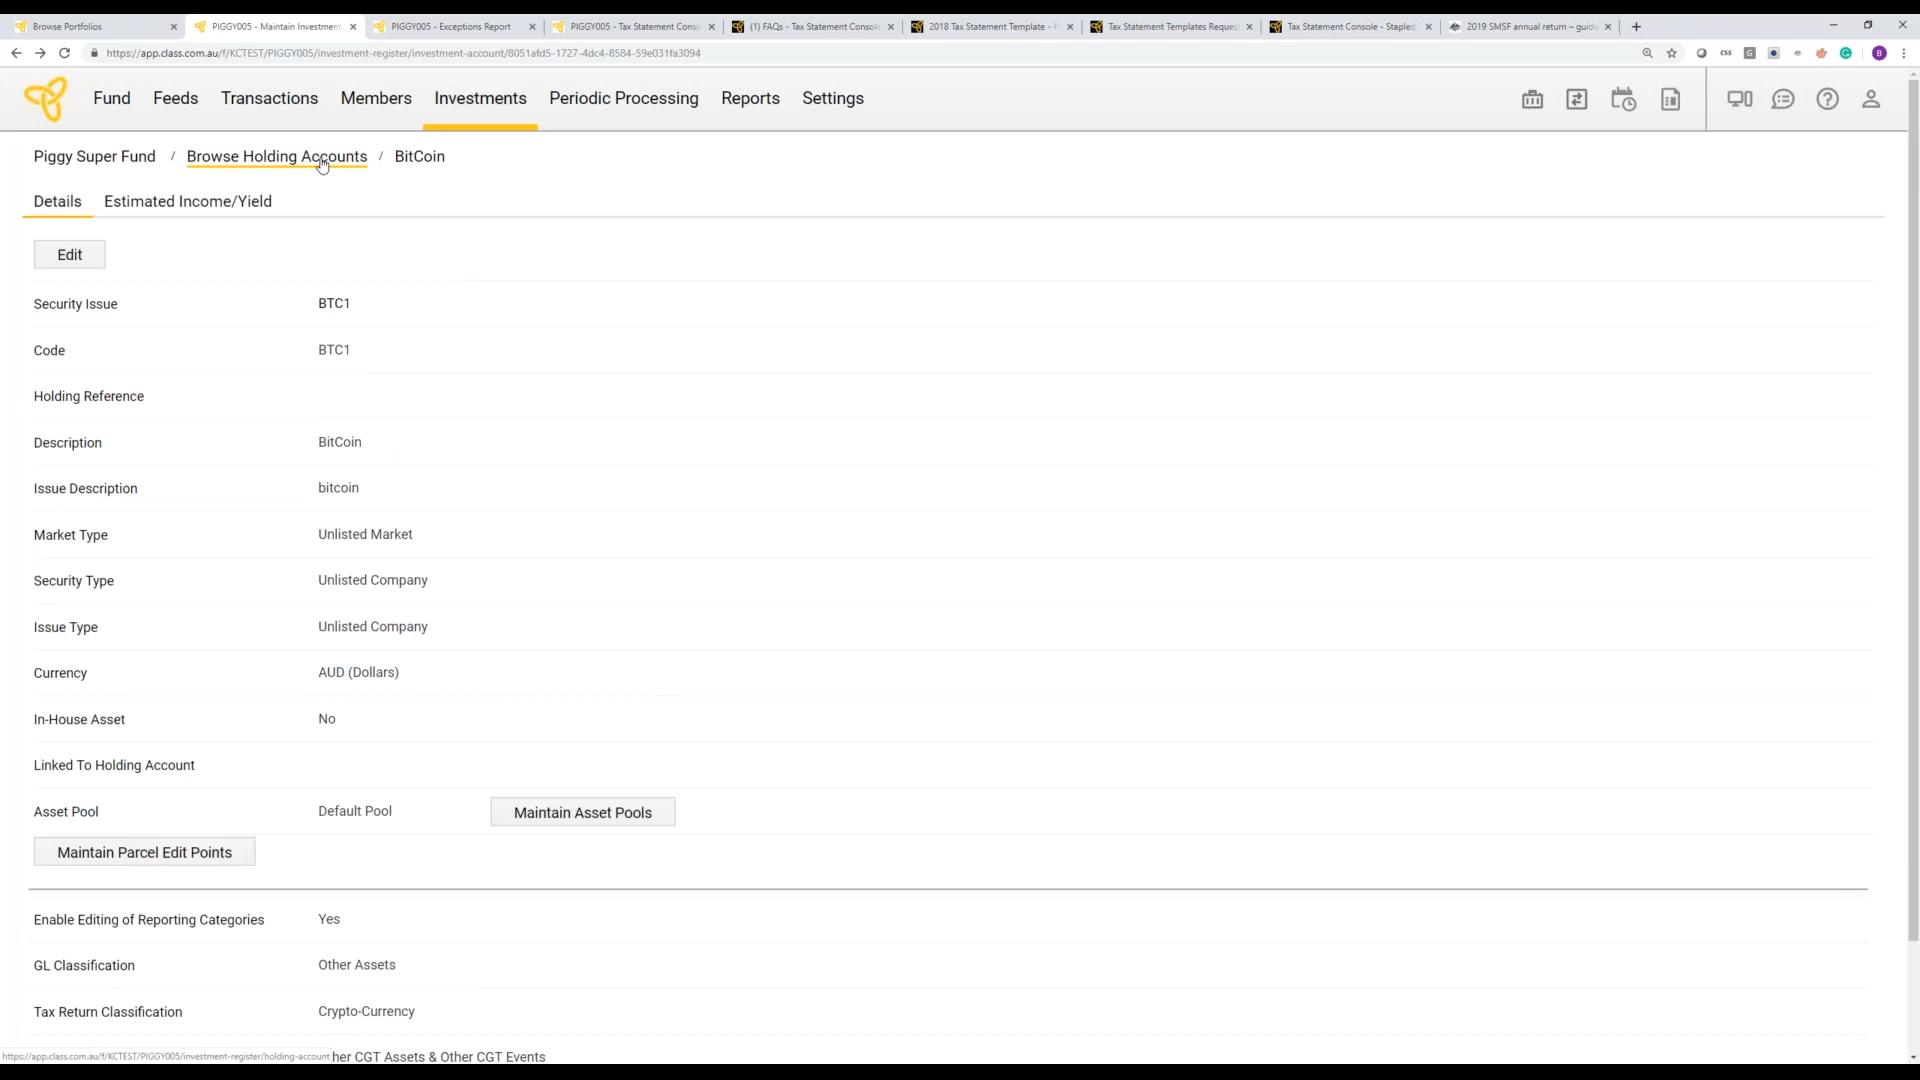 Browse Portfolios
PIGGY005 - Maintain Investment
PIGGY005 - Exceptions Report
PIGGY005 - Tax Statement Conso
(1) FAQs - Tax Statement Console
2018 Tax Statement Template -
Tax Statement Templates Reques
Tax Statement Console - Stapled
2019 SMSF annual return – guid
https://app.class.com.au/f/KCTEST/PIGGY005/investment-register/investment-account/8051afd5-1727-4dc4-8584-59e031fa3094
CSS
B
Fund
Feeds
Transactions
Members
Investments
Periodic Processing
Reports
Settings
Piggy Super Fund / Browse Holding Accounts / BitCoin
Details
Estimated Income/Yield
Edit
Security Issue BTC1
Code BTC1
Holding Reference
Description BitCoin
Issue Description bitcoin
Market Type Unlisted Market
Security Type Unlisted Company
Issue Type Unlisted Company
Currency AUD (Dollars)
In-House Asset No
Linked To Holding Account
Asset Pool Default Pool Maintain Asset Pools
Maintain Parcel Edit Points
Enable Editing of Reporting Categories Yes
GL Classification Other Assets
Tax Return Classification Crypto-Currency
https://app.class.com.au/f/KCTEST/PIGGY005/investment-register/holding-account
her CGT Assets & Other CGT Events